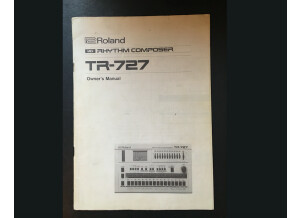 Roland
RHYTHM COMPOSER
TR-727
Owner's Manual